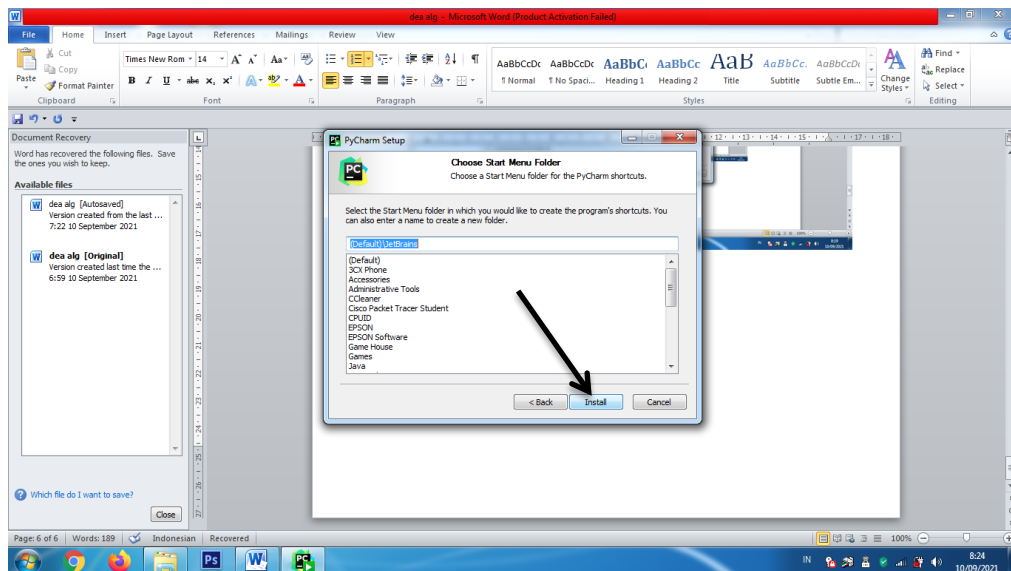 dea alg - Microsoft Word (Product Activation Failed)
File Home Insert Page Layout References Mailings Review View
Cut
Copy
Format Painter
Paste
Clipboard
Times New Rom 14
Font
Paragraph
AaBbCcDc AaBbCcDc AaBbC AaBbCc AaB AaBbCc. AaBbCcDc
¶ Normal ¶ No Spaci... Heading 1 Heading 2 Title Subtitle Subtle Em...
Change Styles
Styles
Find
Replace
Select
Editing
Document Recovery
Word has recovered the following files. Save
the ones you wish to keep.
Available files
dea alg [Autosaved]
Version created from the last ...
7:22 10 September 2021
dea alg [Original]
Version created last time the ...
6:59 10 September 2021
Which file do I want to save?
Close
PyCharm Setup
Choose Start Menu Folder
Choose a Start Menu folder for the PyCharm shortcuts.
Select the Start Menu folder in which you would like to create the program's shortcuts. You
can also enter a name to create a new folder.
(Default)\JetBrains
(Default)
3CX Phone
Accessories
Administrative Tools
CCleaner
Cisco Packet Tracer Student
CPUID
EPSON
EPSON Software
Game House
Games
Java
< Back Install Cancel
Page: 6 of 6 Words: 189 Indonesian Recovered 100%
IN 8:24
10/09/2021